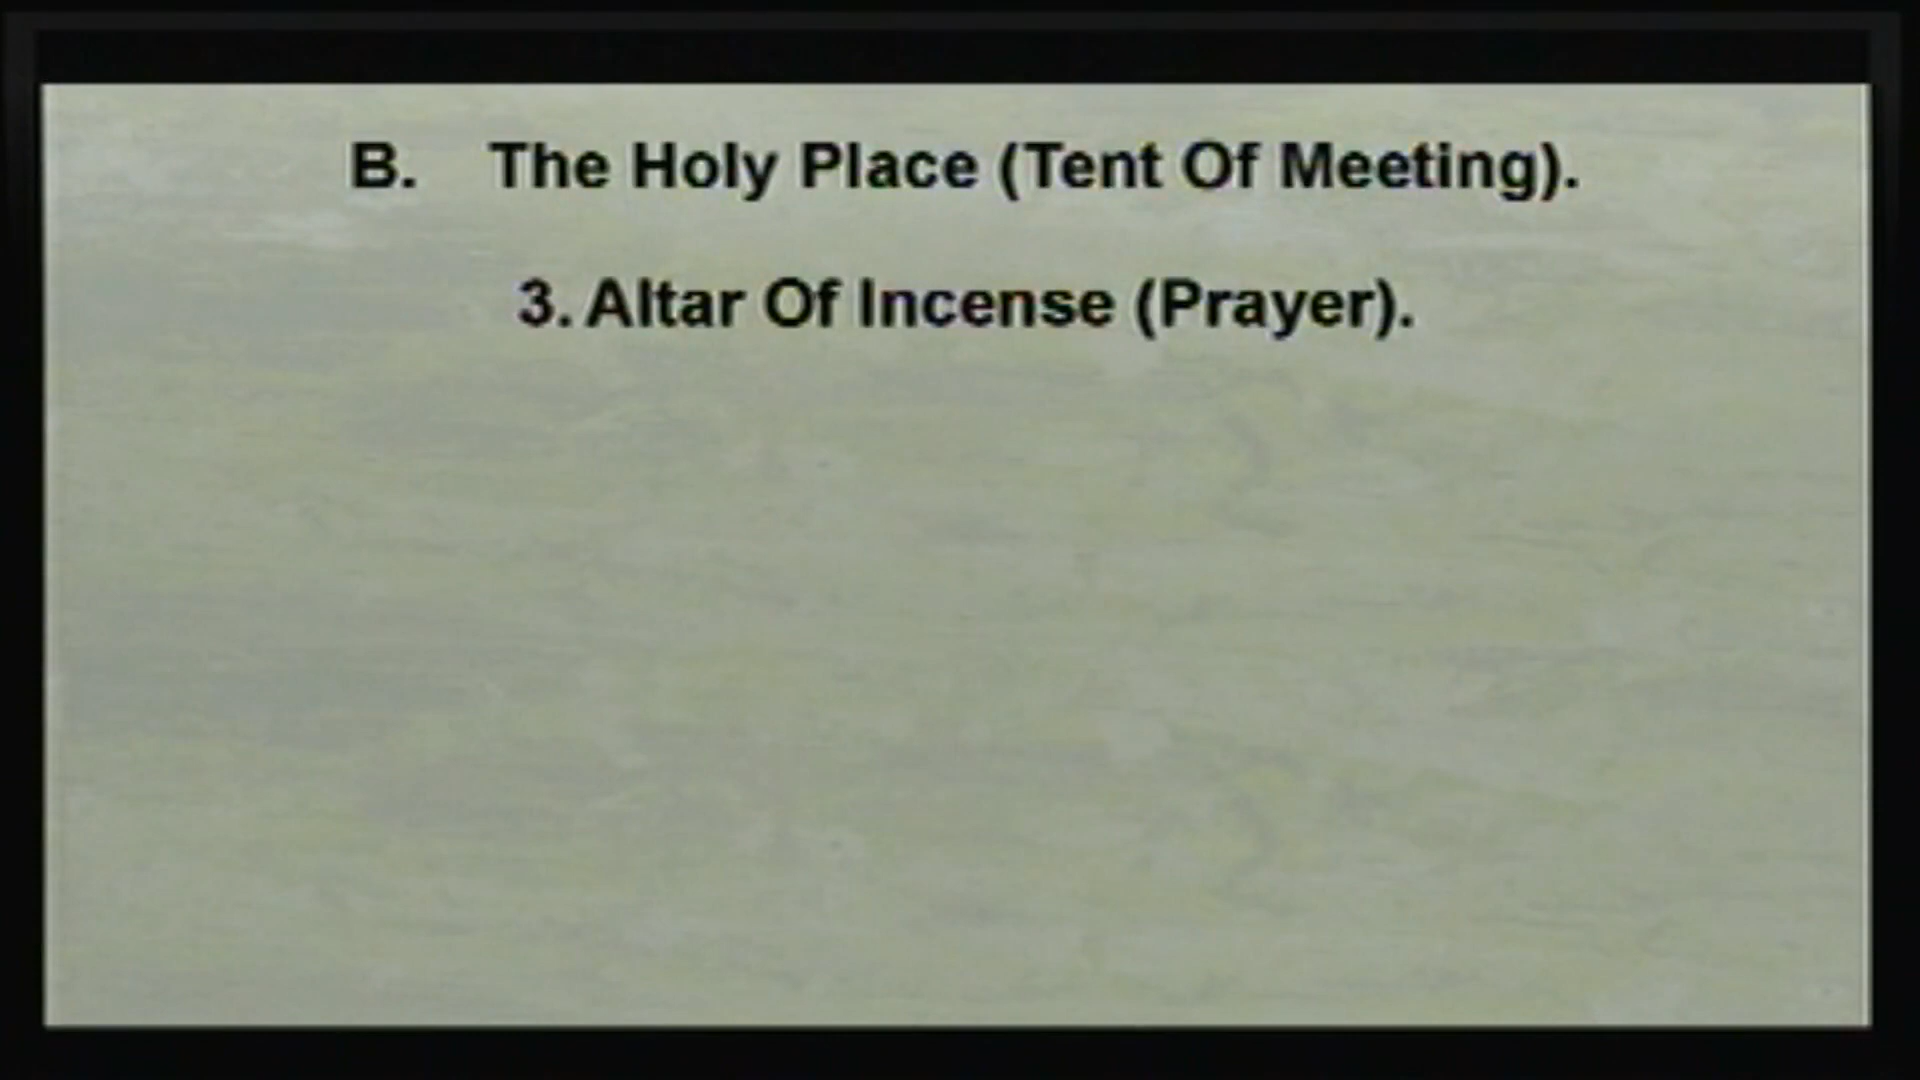 B. The Holy Place (Tent Of Meeting).
3. Altar Of Incense (Prayer).